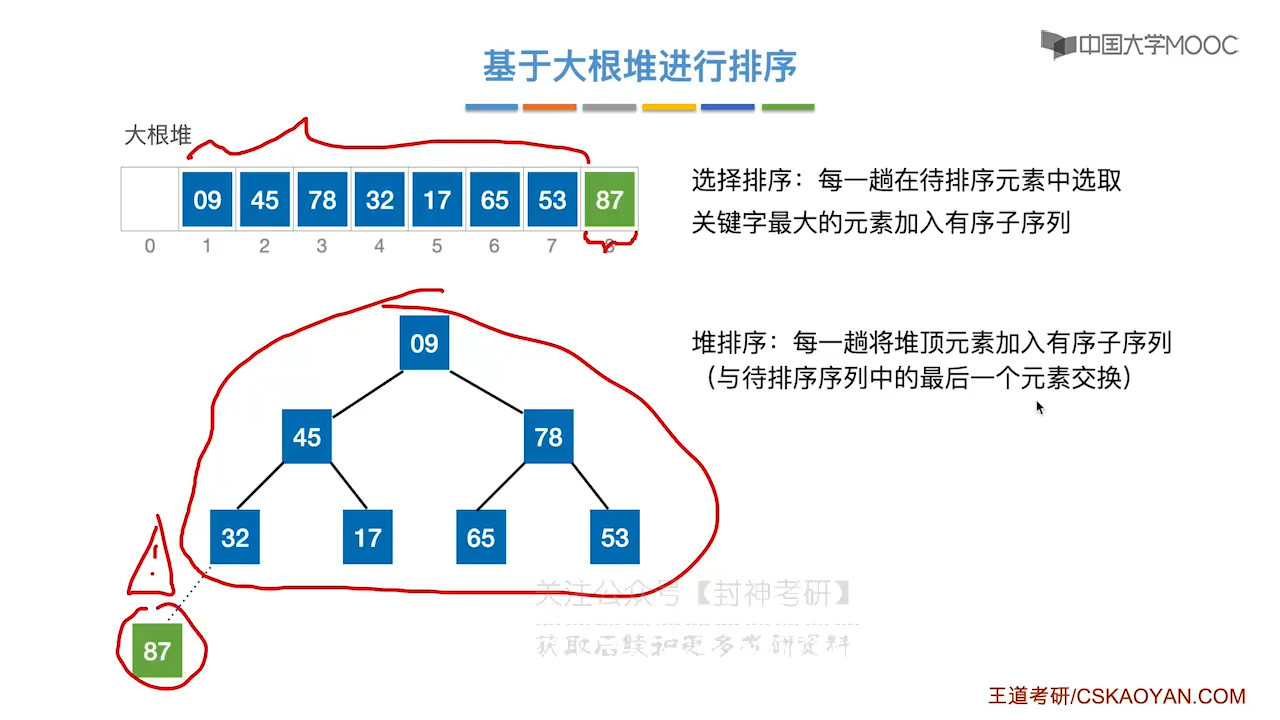 中国大学MOOC
基于大根堆进行排序
大根堆
09 45 78 32 17 65 53 87
0 1 2 3 4 5 6 7 8
选择排序：每一趟在待排序元素中选取
关键字最大的元素加入有序子序列
堆排序：每一趟将堆顶元素加入有序子序列
（与待排序序列中的最后一个元素交换）
09
45 78
32 17 65 53
87
关注公众号【封神考研】
获取后续和更多考研资料
王道考研/CSKAOYAN.COM